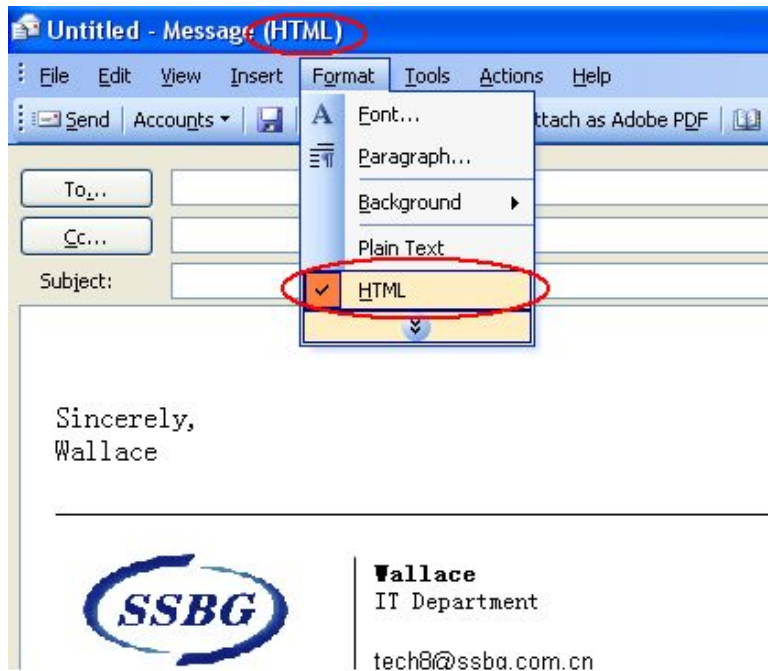 Untitled - Message (HTML)
File Edit View Insert Format Tools Actions Help
Send Accounts ttach as Adobe PDF
Font...
Paragraph...
Background
Plain Text
HTML
To...
Cc...
Subject:
Sincerely,
Wallace
SSBG
Wallace
IT Department
tech8@ssbg.com.cn